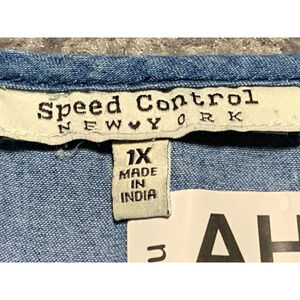 Speed Control
NEW♥YORK
1X
MADE
IN
INDIA
AH
n